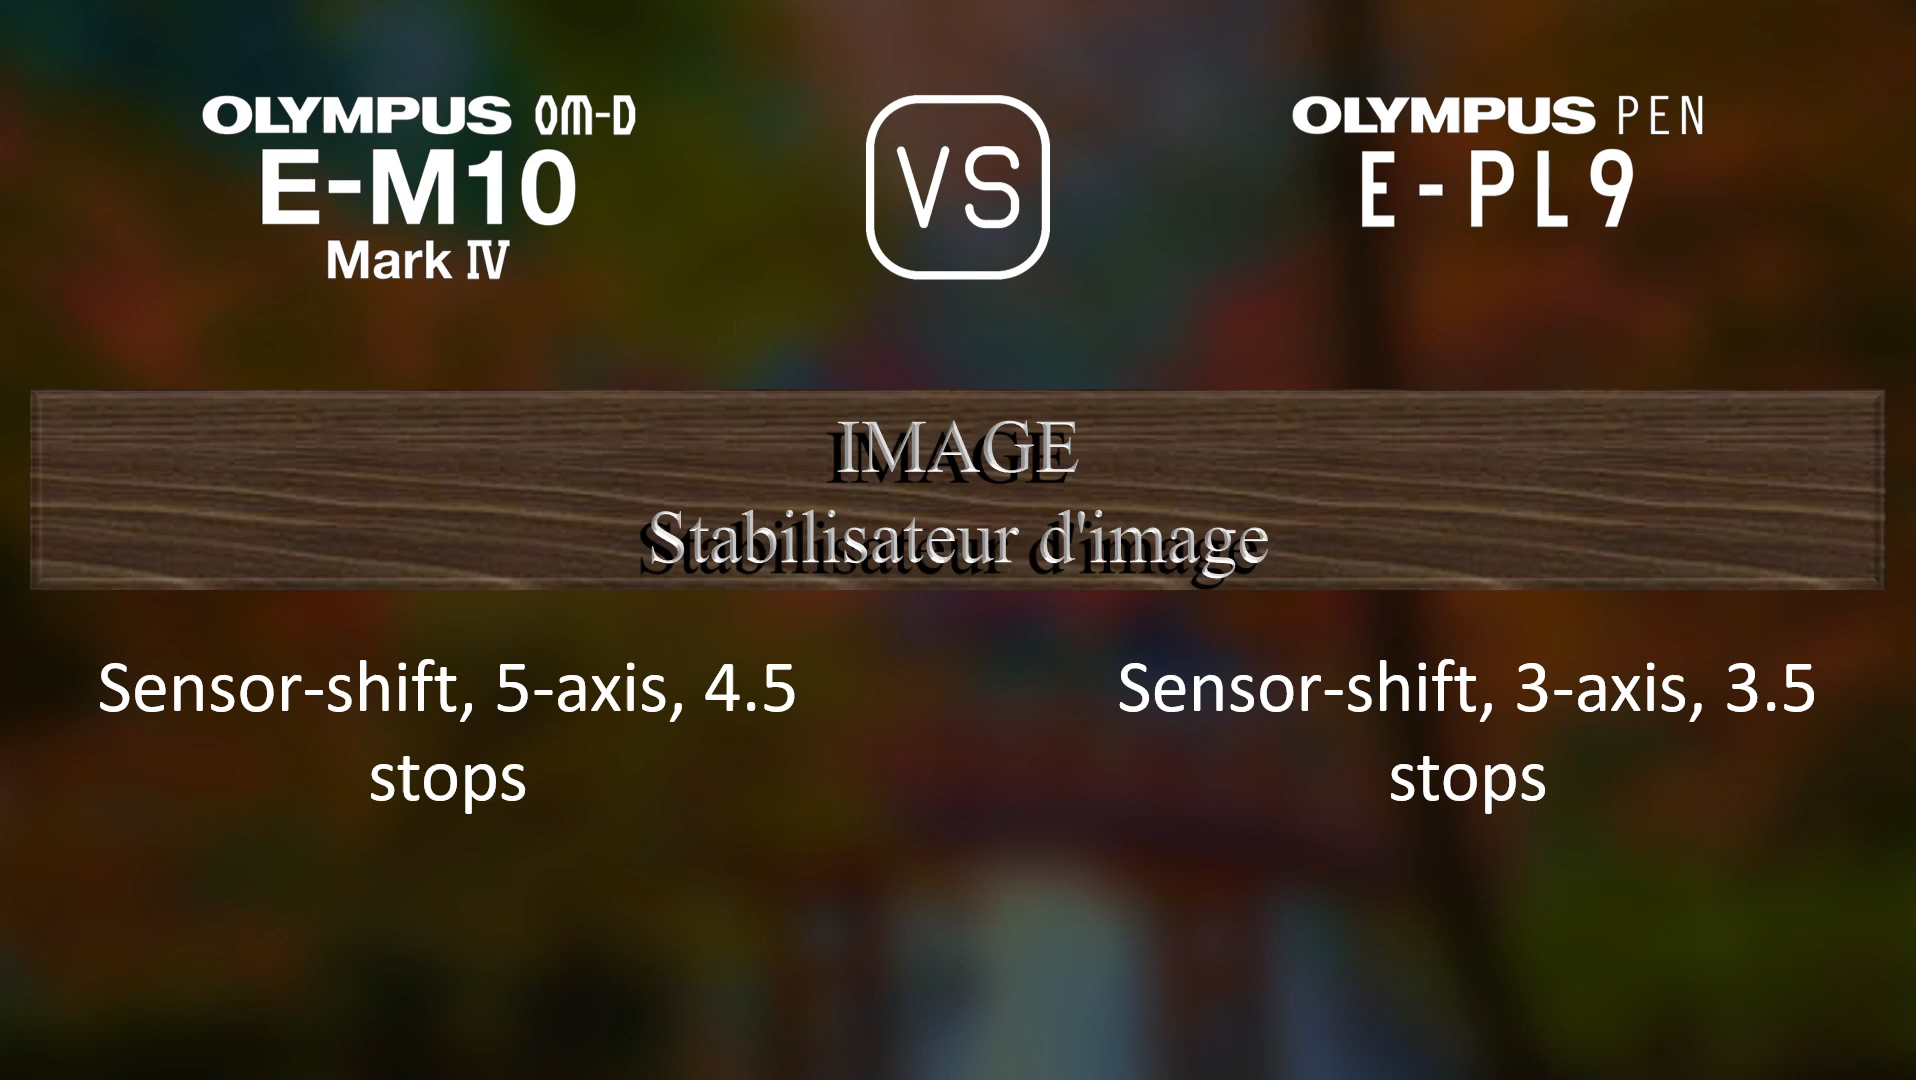 OLYMPUS OM-D
E-M10
Mark IV
VS
OLYMPUS PEN
E-PL9
IMAGE
Stabilisateur d'image
Sensor-shift, 5-axis, 4.5
stops
Sensor-shift, 3-axis, 3.5
stops